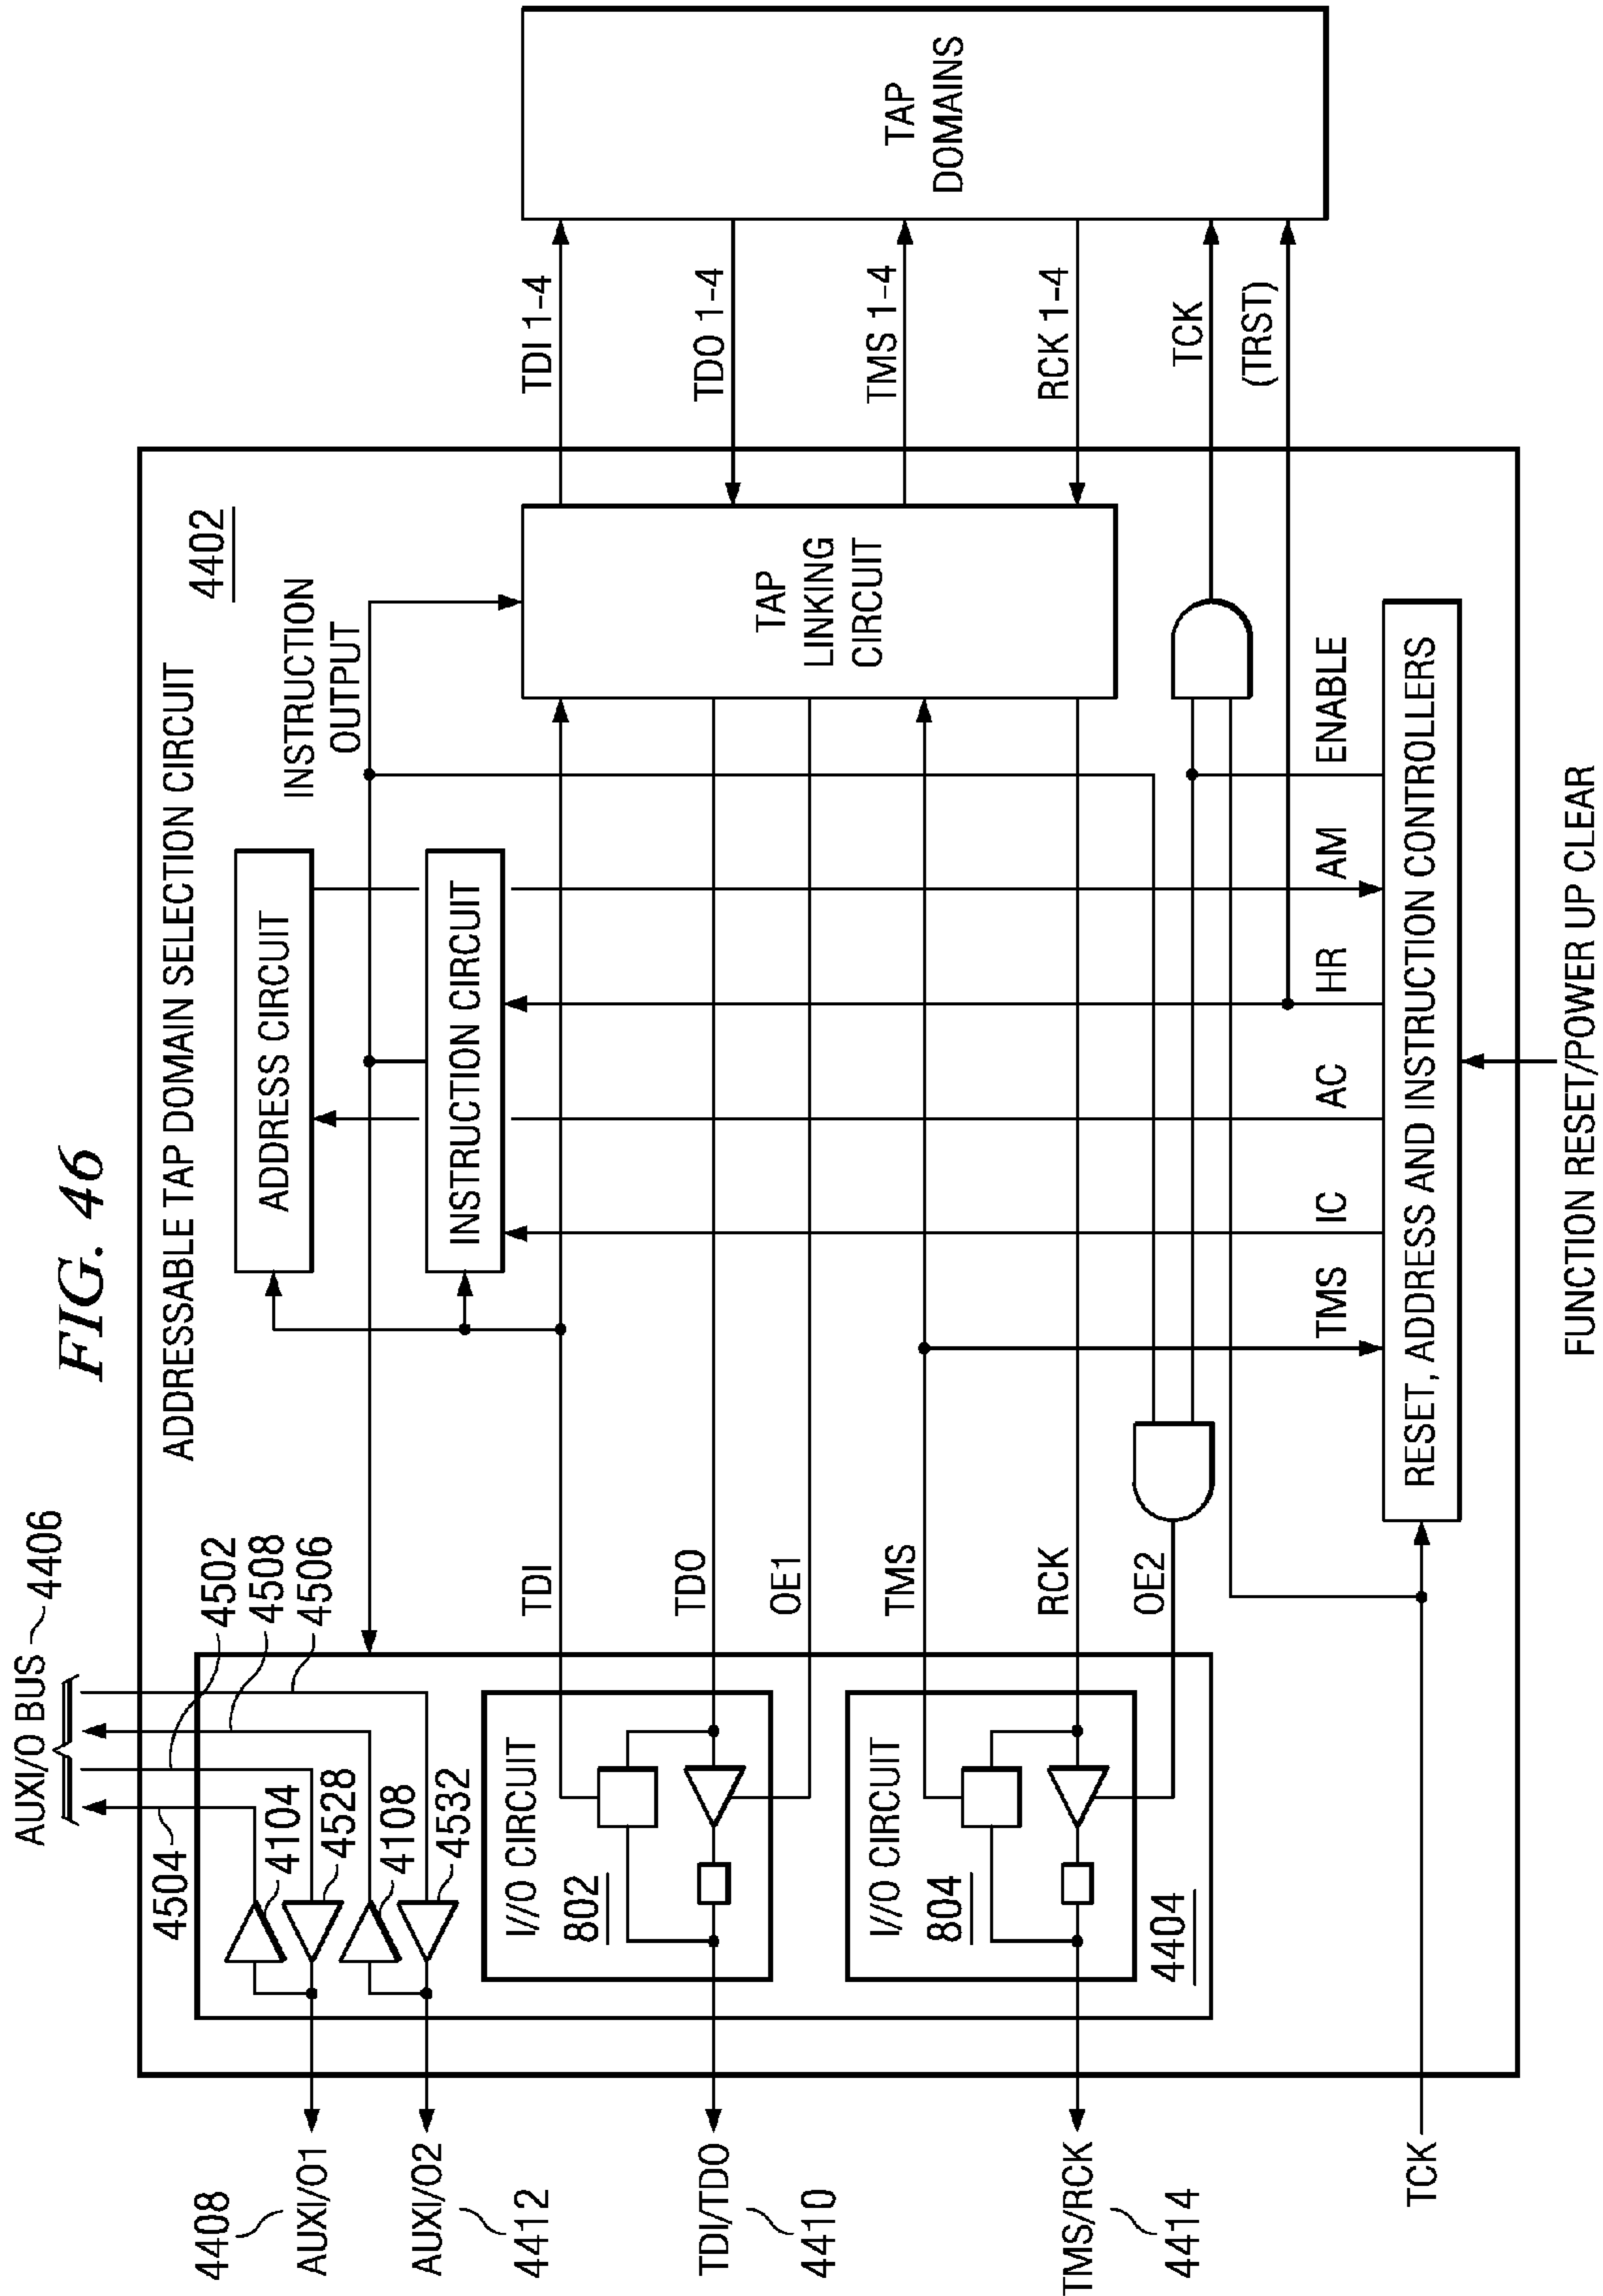 FIG. 46
ADDRESSABLE TAP DOMAIN SELECTION CIRCUIT
4402
AUXI/O BUS
4406
4502
4508
4506
4504
4104
4528
4108
4532
4408
AUXI/O1
AUXI/O2
4412
TDI/TDO
4410
TMS/RCK
4414
TCK
I//O CIRCUIT
802
I//O CIRCUIT
804
4404
TDI
TDO
OE1
TMS
RCK
OE2
ADDRESS CIRCUIT
INSTRUCTION CIRCUIT
INSTRUCTION
OUTPUT
TAP
LINKING
CIRCUIT
TDI 1-4
TDO 1-4
TMS 1-4
RCK 1-4
TCK
(TRST)
TAP
DOMAINS
TMS
IC
AC
HR
AM
ENABLE
RESET, ADDRESS AND INSTRUCTION CONTROLLERS
FUNCTION RESET/POWER UP CLEAR